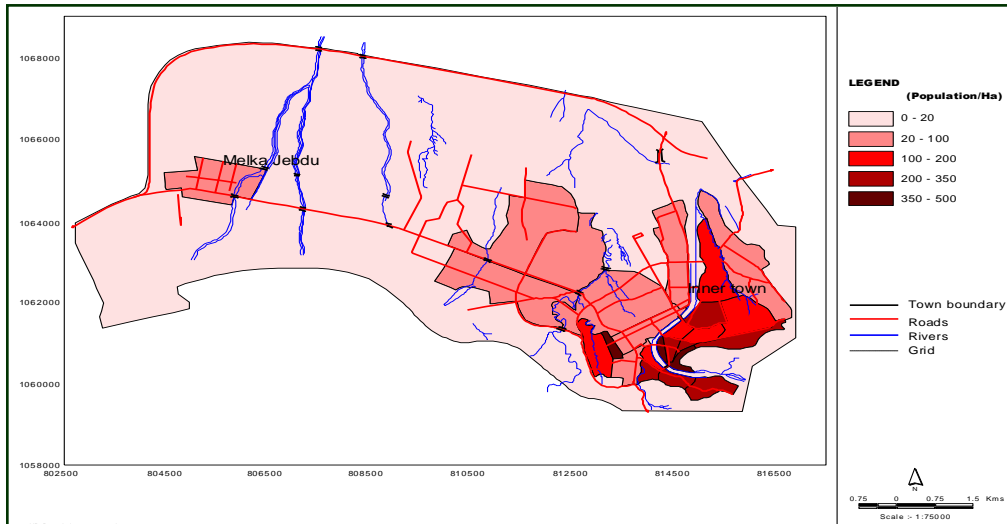 1068000
1066000
1064000
1062000
1060000
1058000
802500
804500
806500
808500
810500
812500
814500
816500
Melka Jebdu
Inner town
LEGEND
(Population/Ha)
0 - 20
20 - 100
100 - 200
200 - 350
350 - 500
Town boundary
Roads
Rivers
Grid
N
0.75 0 0.75 1.5 Kms
Scale :- 1:75000